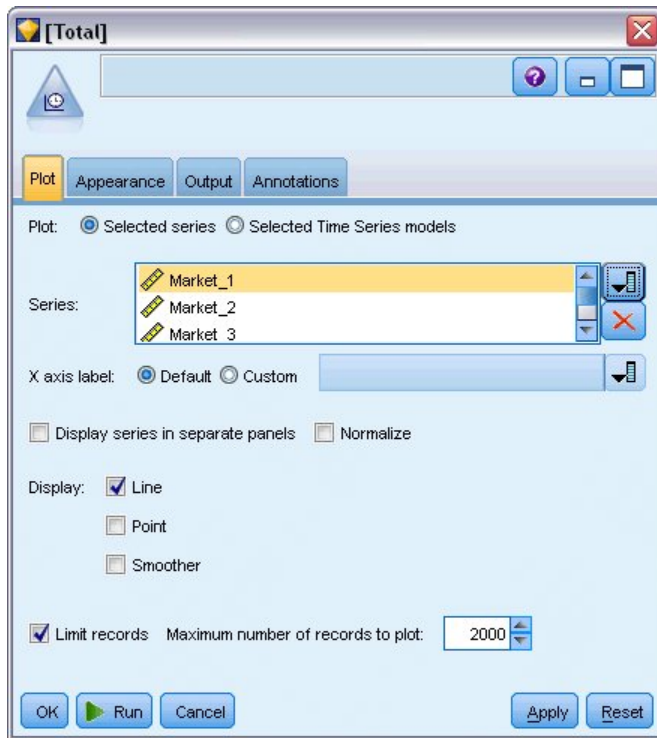 [Total]
Plot Appearance Output Annotations
Plot: Selected series Selected Time Series models
Series:
Market_1
Market_2
Market_3
X axis label: Default Custom
Display series in separate panels Normalize
Display: Line
Point
Smoother
Limit records Maximum number of records to plot: 2000
OK Run Cancel Apply Reset